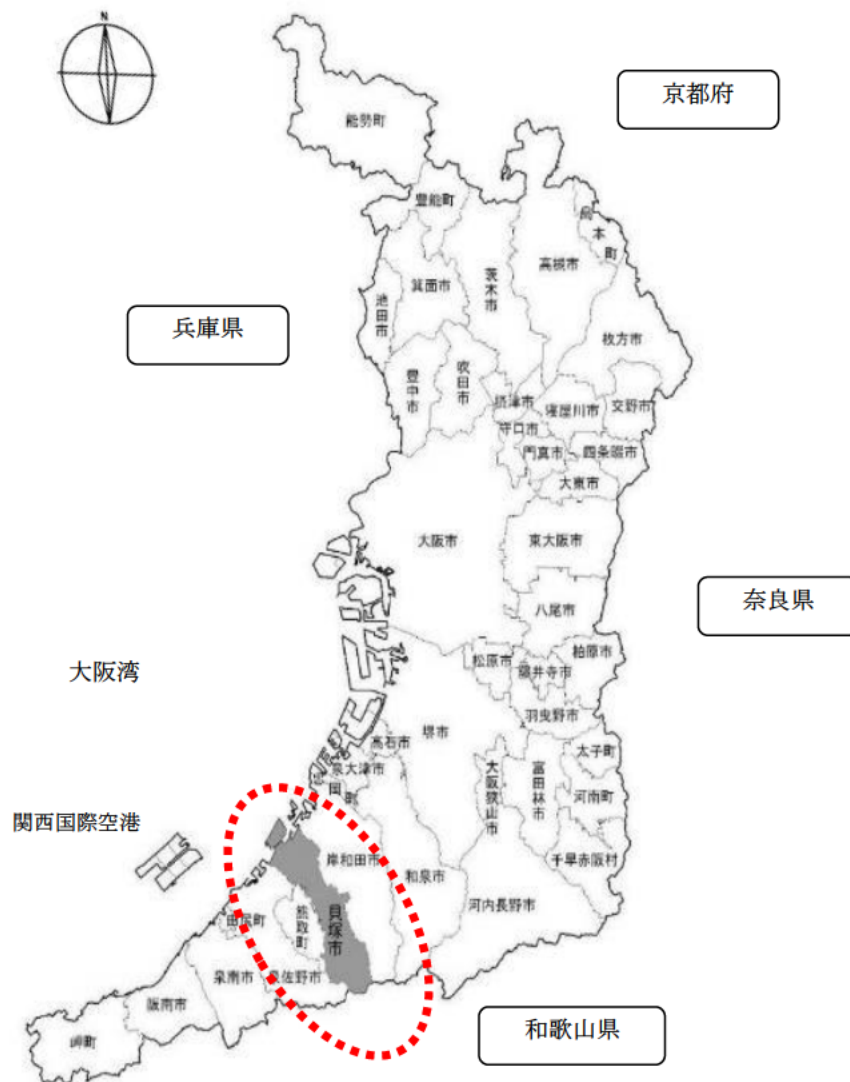 N
京都府
能勢町
豊能町
島本町
高槻市
茨木市
箕面市
池田市
兵庫県
枚方市
吹田市
豊中市
摂津市
寝屋川市
交野市
守口市
門真市
四条畷市
大東市
大阪市
東大阪市
八尾市
奈良県
松原市
柏原市
藤井寺市
大阪湾
羽曳野市
堺市
高石市
太子町
泉大津市
大阪狭山市
富田林市
河南町
関西国際空港
岸和田市
千早赤阪村
和泉市
河内長野市
貝塚市
熊取町
田尻町
泉佐野市
泉南市
阪南市
岬町
和歌山県